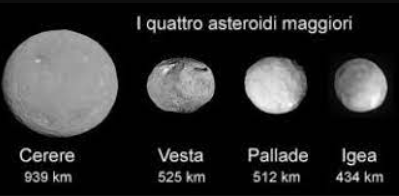 I quattro asteroidi maggiori
Cerere Vesta Pallade Igea
939 km 525 km 512 km 434 km